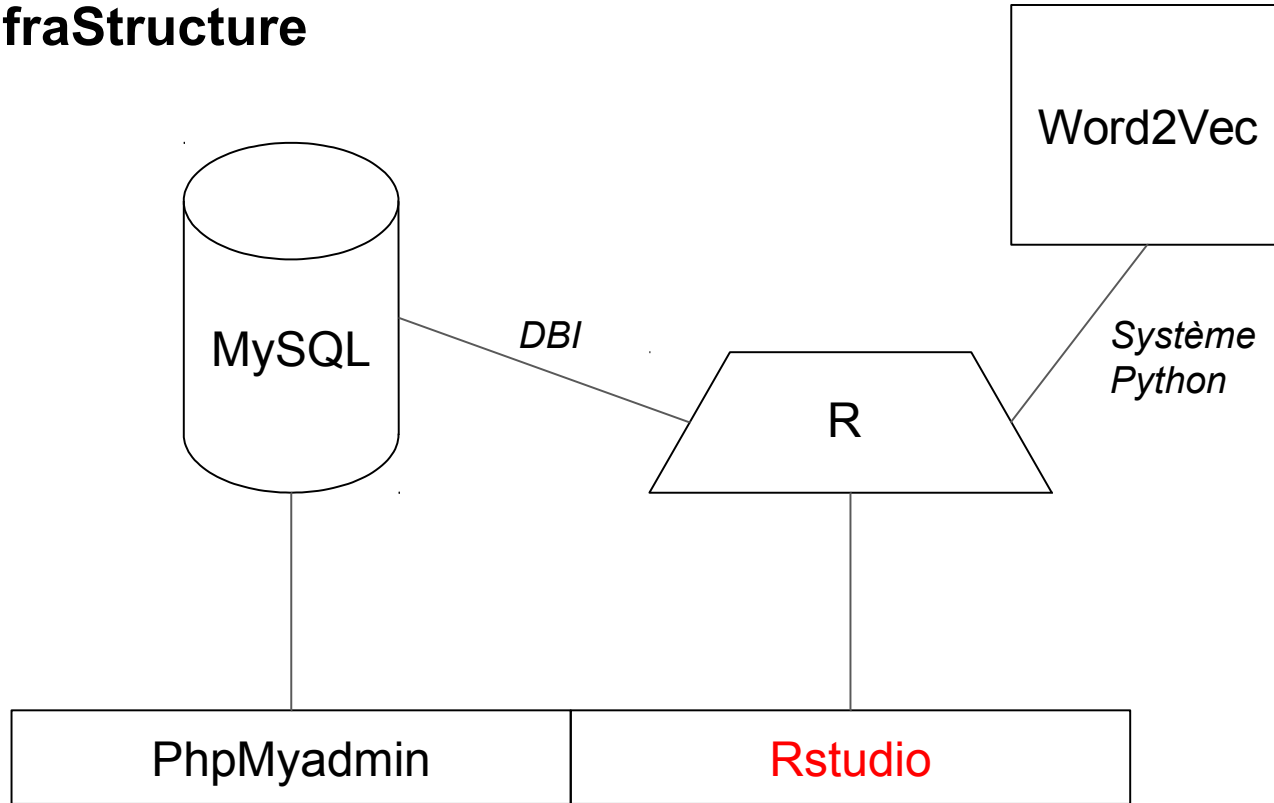 fraStructure
Word2Vec
MySQL
DBI
Système
Python
R
PhpMyadmin
Rstudio